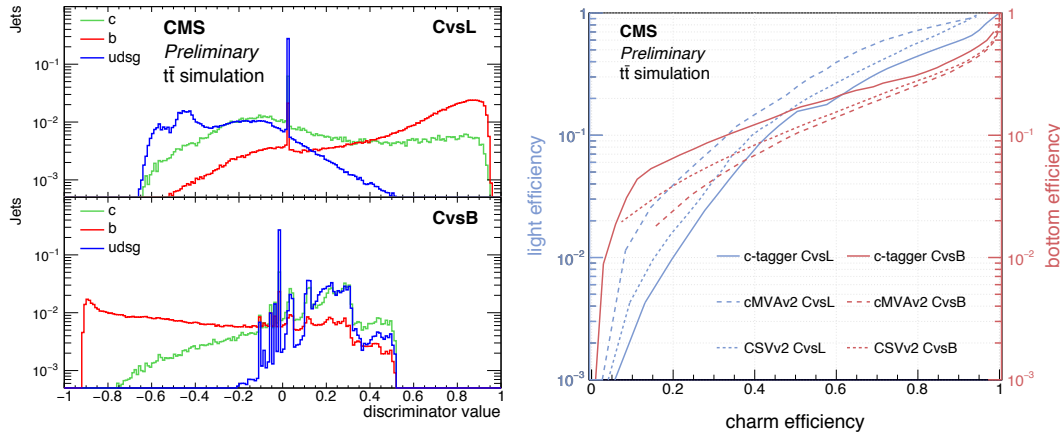 Jets
10⁻¹
10⁻²
10⁻³
c
b
udsg
CMS
Preliminary
tt̄ simulation
CvsL
Jets
10⁻¹
10⁻²
10⁻³
c
b
udsg
CvsB
−1 −0.8 −0.6 −0.4 −0.2 0 0.2 0.4 0.6 0.8 1
discriminator value
light efficiency
1
10⁻¹
10⁻²
10⁻³
CMS
Preliminary
tt̄ simulation
c-tagger CvsL c-tagger CvsB
cMVAv2 CvsL cMVAv2 CvsB
CSVv2 CvsL CSVv2 CvsB
0 0.2 0.4 0.6 0.8 1
charm efficiency
1
10⁻¹
10⁻²
10⁻³
bottom efficiency